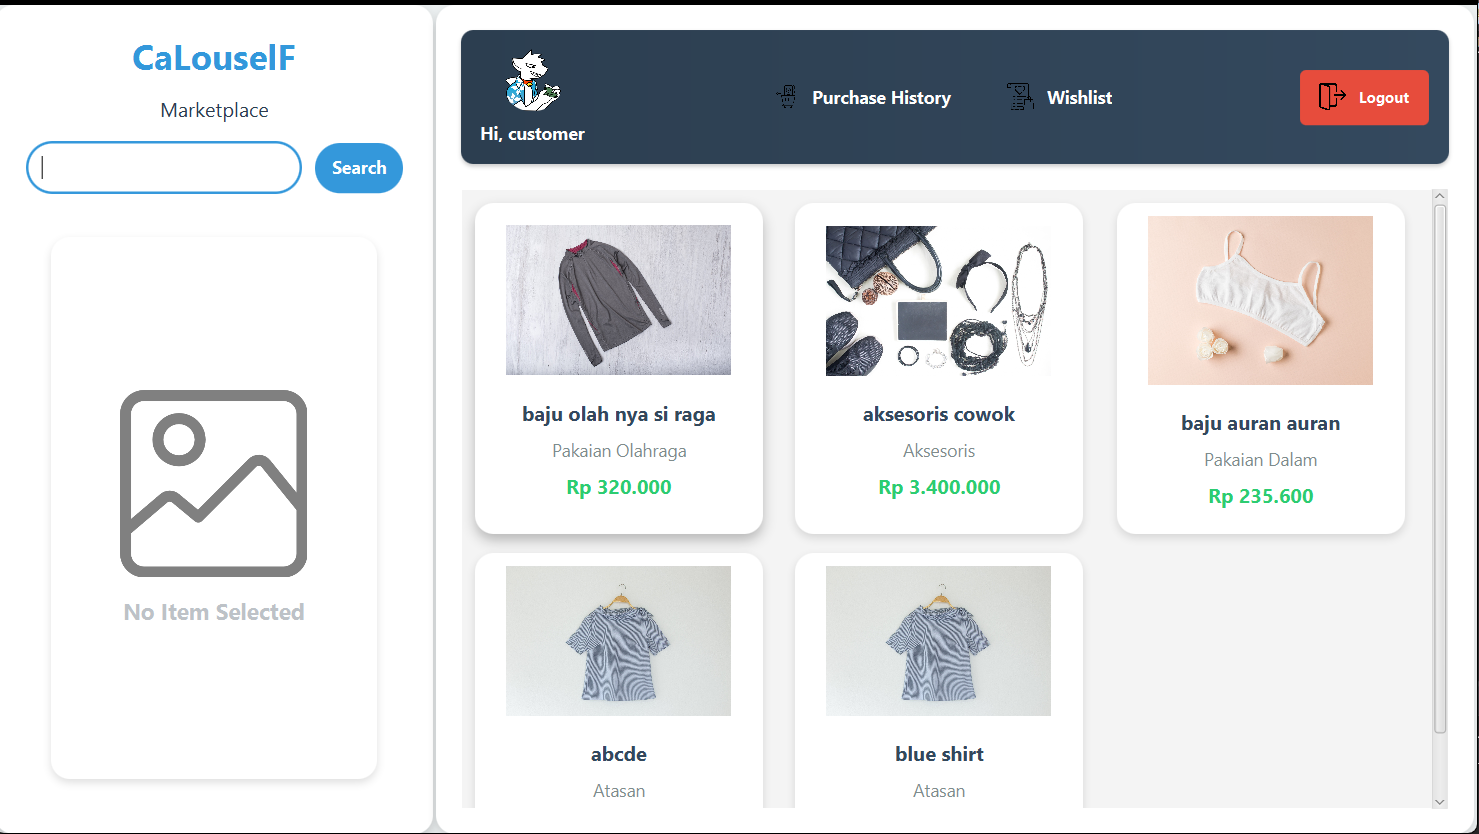 CaLouselF
Marketplace
Search
No Item Selected
Hi, customer
Purchase History
Wishlist
Logout
baju olah nya si raga
Pakaian Olahraga
Rp 320.000
aksesoris cowok
Aksesoris
Rp 3.400.000
baju auran auran
Pakaian Dalam
Rp 235.600
abcde
Atasan
blue shirt
Atasan